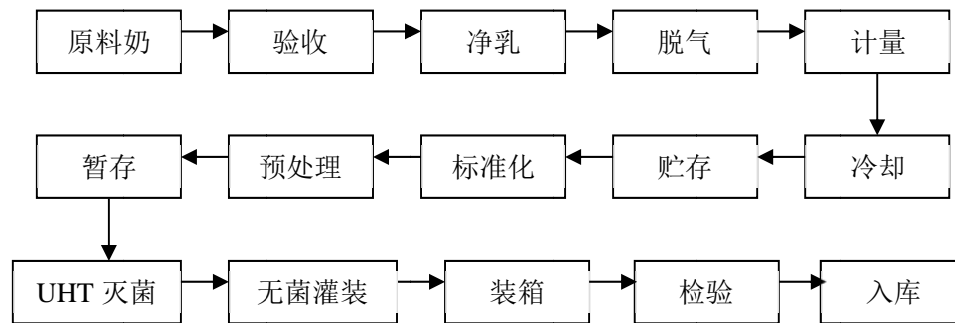 原料奶 验收 净乳 脱气 计量
暂存 预处理 标准化 贮存 冷却
UHT 灭菌 无菌灌装 装箱 检验 入库